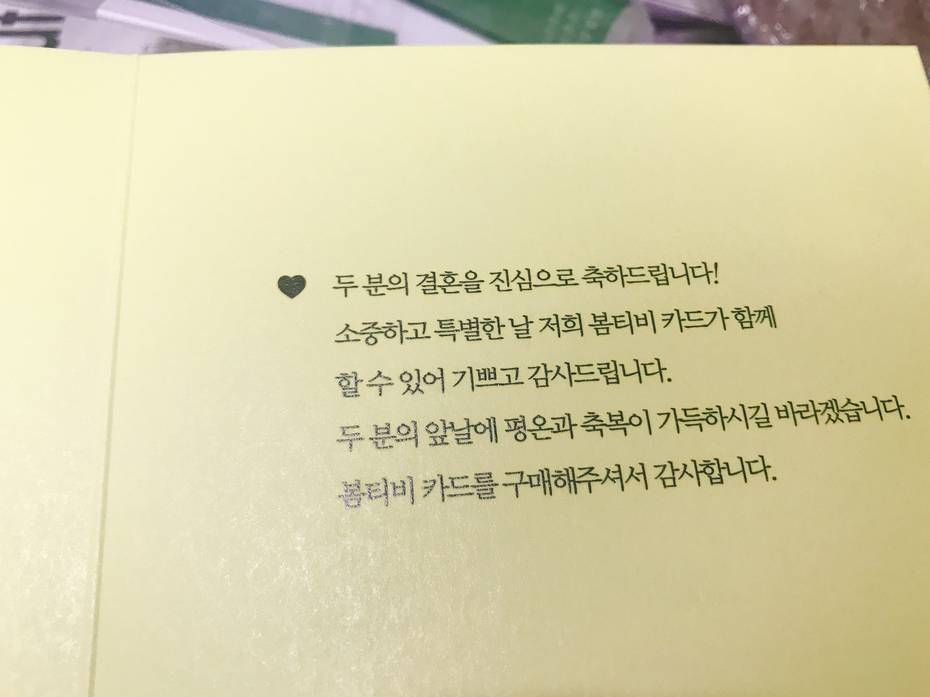 ♥ 두 분의 결혼을 진심으로 축하드립니다!
소중하고 특별한 날 저희 봄티비 카드가 함께
할 수 있어 기쁘고 감사드립니다.
두 분의 앞날에 평온과 축복이 가득하시길 바라겠습니다.
봄티비 카드를 구매해주셔서 감사합니다.